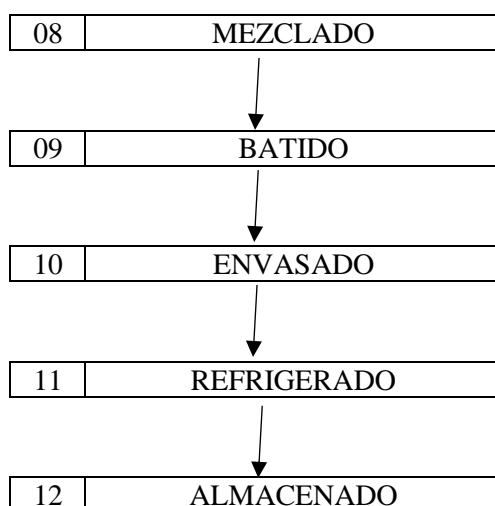 08 MEZCLADO
09 BATIDO
10 ENVASADO
11 REFRIGERADO
12 ALMACENADO